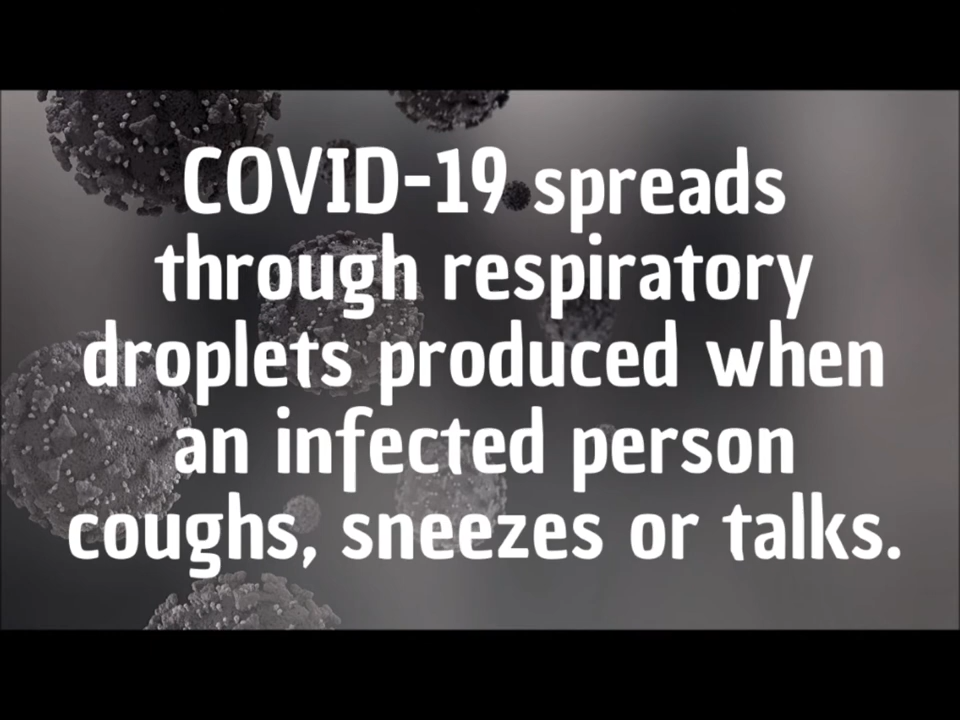 COVID-19 spreads
through respiratory
droplets produced when
an infected person
coughs, sneezes or talks.